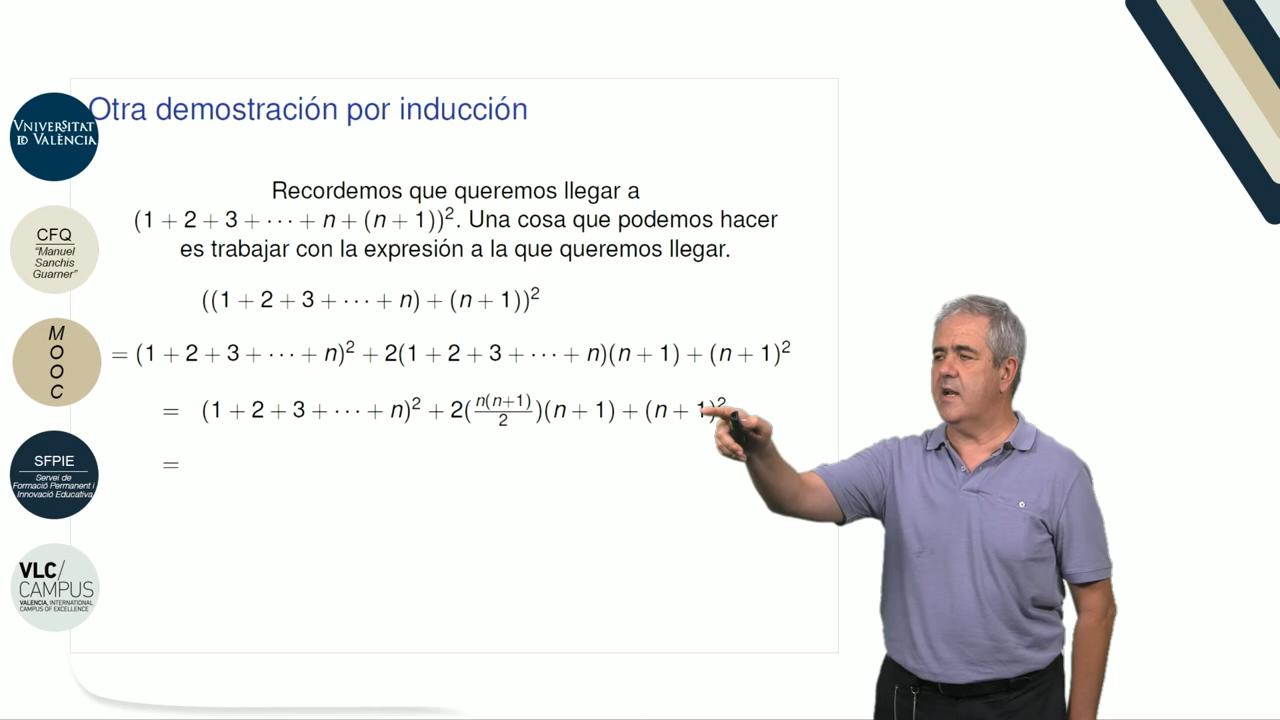 Otra demostración por inducción
VNIVERSITAT
ID VALÈNCIA
Recordemos que queremos llegar a
(1 + 2 + 3 + ··· + n + (n + 1))². Una cosa que podemos hacer
es trabajar con la expresión a la que queremos llegar.
CFQ
"Manuel
Sanchis
Guarner"
((1 + 2 + 3 + ··· + n) + (n + 1))²
= (1 + 2 + 3 + ··· + n)² + 2(1 + 2 + 3 + ··· + n)(n + 1) + (n + 1)²
M
O
O
C
= (1 + 2 + 3 + ··· + n)² + 2(n(n+1)/2)(n + 1) + (n + 1)²
=
SFPIE
Servei de
Formació Permanent i
Innovació Educativa
VLC/
CAMPUS
VALENCIA, INTERNATIONAL
CAMPUS OF EXCELLENCE